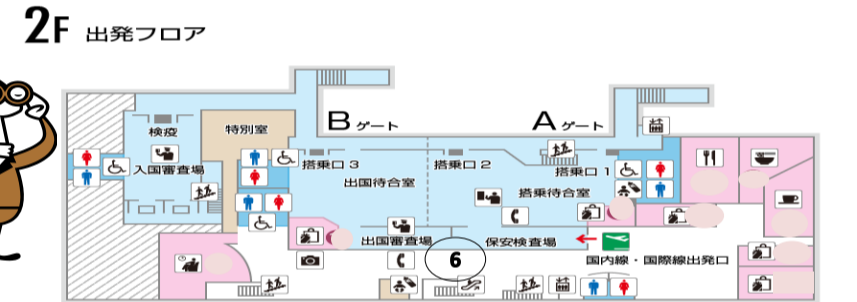 2F 出発フロア
検疫
特別室
Bゲート
Aゲート
入国審査場
搭乗口3
搭乗口2
搭乗口1
出国待合室
搭乗待合室
出国審査場
保安検査場
6
国内線・国際線出発口